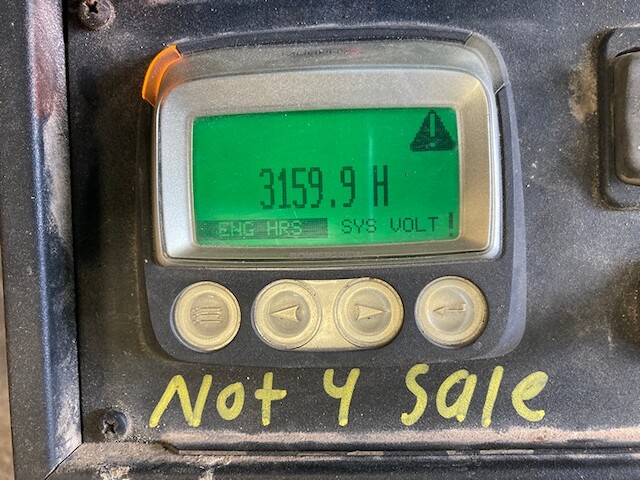 3159.9 H
ENG HRS SYS VOLT !
Not 4 Sale